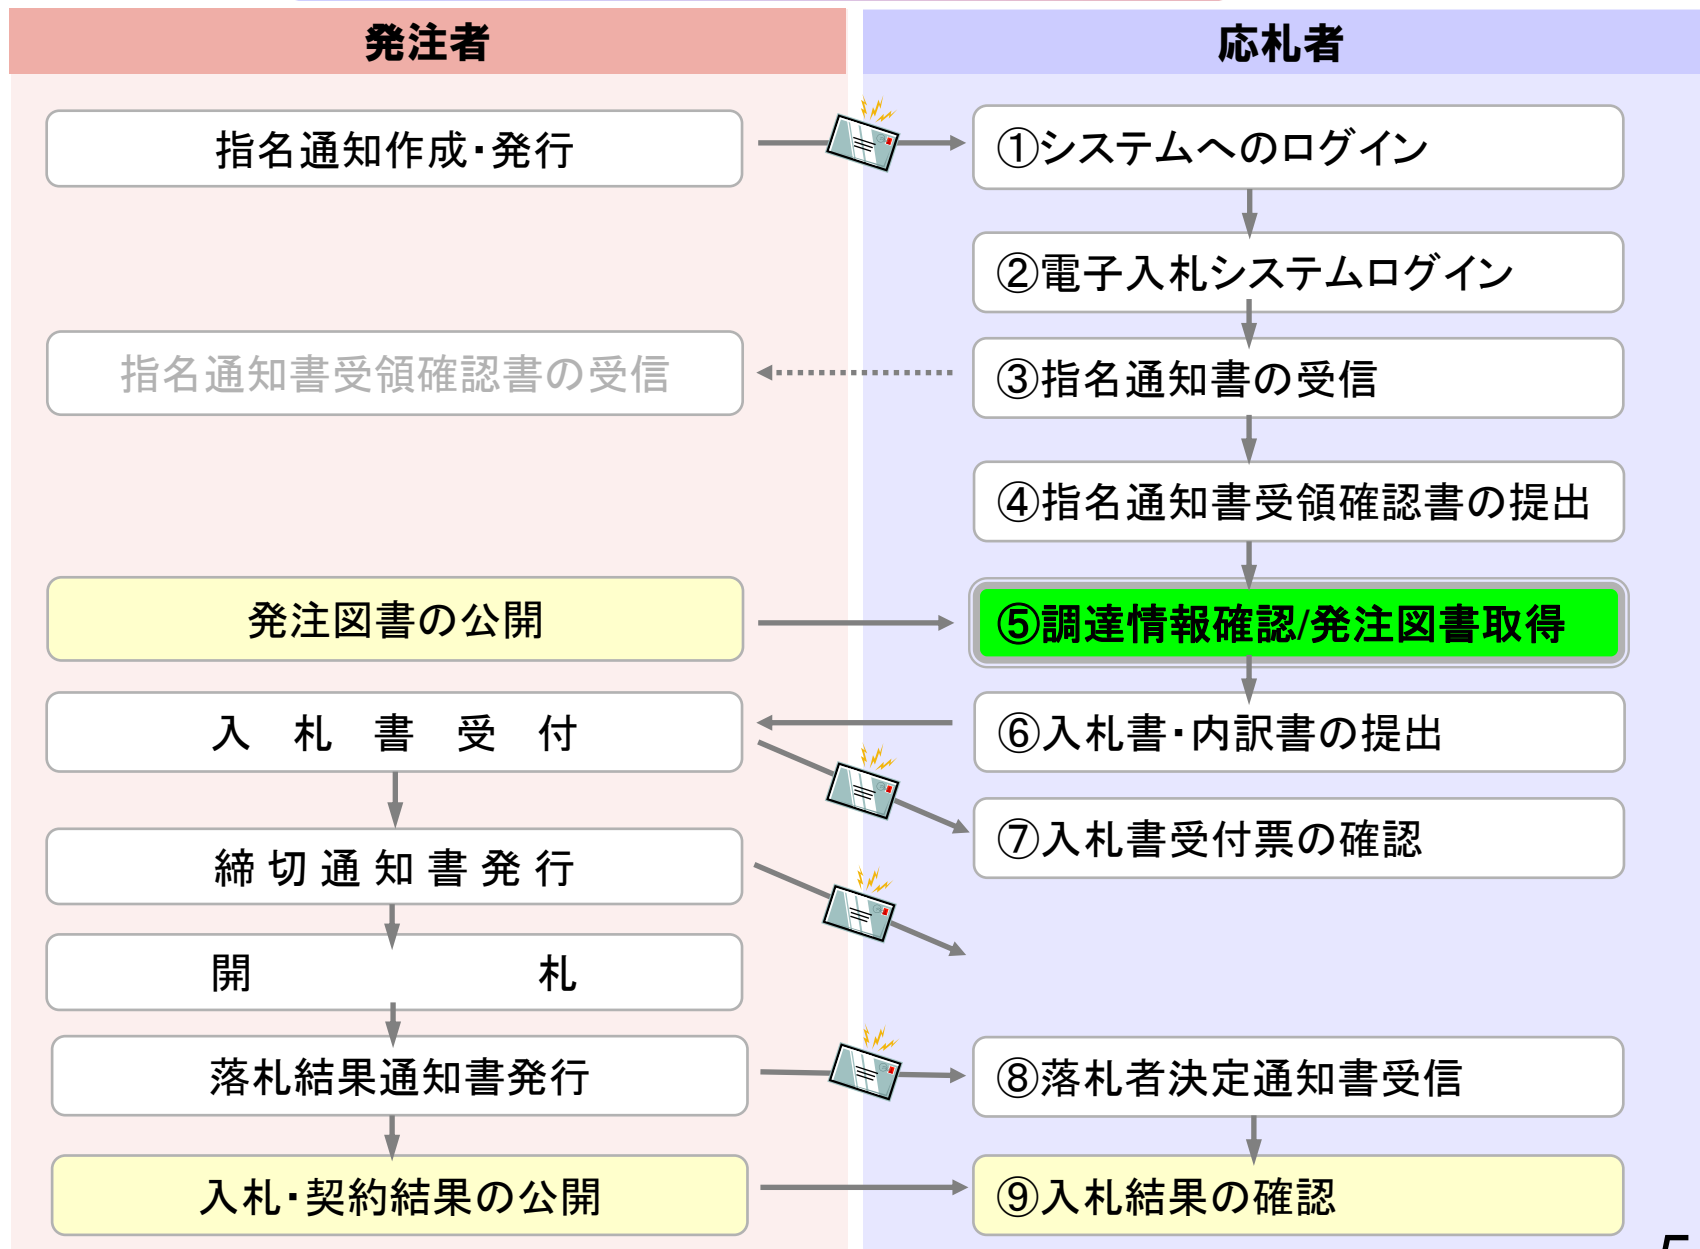 発注者
応札者
指名通知作成・発行
①システムへのログイン
②電子入札システムログイン
指名通知書受領確認書の受信
③指名通知書の受信
④指名通知書受領確認書の提出
発注図書の公開
⑤調達情報確認/発注図書取得
入 札 書 受 付
⑥入札書・内訳書の提出
⑦入札書受付票の確認
締切通知書発行
開 札
落札結果通知書発行
⑧落札者決定通知書受信
入札・契約結果の公開
⑨入札結果の確認